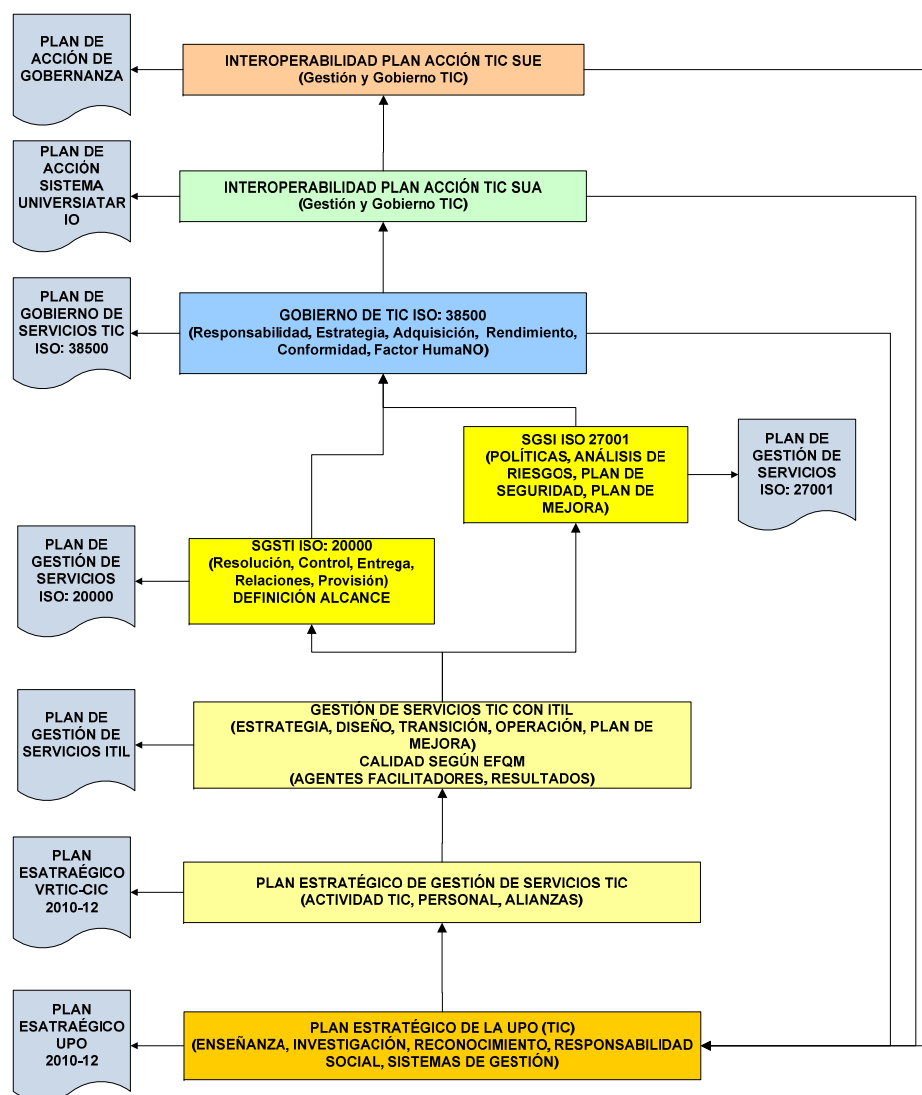 PLAN DE
ACCIÓN DE
GOBERNANZA
INTEROPERABILIDAD PLAN ACCIÓN TIC SUE
(Gestión y Gobierno TIC)
PLAN DE
ACCIÓN
SISTEMA
UNIVERSIATAR
IO
INTEROPERABILIDAD PLAN ACCIÓN TIC SUA
(Gestión y Gobierno TIC)
PLAN DE
GOBIERNO DE
SERVICIOS TIC
ISO: 38500
GOBIERNO DE TIC ISO: 38500
(Responsabilidad, Estrategia, Adquisición, Rendimiento,
Conformidad, Factor HumaNO)
SGSI ISO 27001
(POLÍTICAS, ANÁLISIS DE
RIESGOS, PLAN DE
SEGURIDAD, PLAN DE
MEJORA)
PLAN DE
GESTIÓN DE
SERVICIOS
ISO: 27001
PLAN DE
GESTIÓN DE
SERVICIOS
ISO: 20000
SGSTI ISO: 20000
(Resolución, Control, Entrega,
Relaciones, Provisión)
DEFINICIÓN ALCANCE
PLAN DE
GESTIÓN DE
SERVICIOS ITIL
GESTIÓN DE SERVICIOS TIC CON ITIL
(ESTRATEGIA, DISEÑO, TRANSICIÓN, OPERACIÓN, PLAN DE
MEJORA)
CALIDAD SEGÚN EFQM
(AGENTES FACILITADORES, RESULTADOS)
PLAN
ESATRAÉGICO
VRTIC-CIC
2010-12
PLAN ESTRATÉGICO DE GESTIÓN DE SERVICIOS TIC
(ACTIVIDAD TIC, PERSONAL, ALIANZAS)
PLAN
ESATRAÉGICO
UPO
2010-12
PLAN ESTRATÉGICO DE LA UPO (TIC)
(ENSEÑANZA, INVESTIGACIÓN, RECONOCIMIENTO, RESPONSABILIDAD
SOCIAL, SISTEMAS DE GESTIÓN)